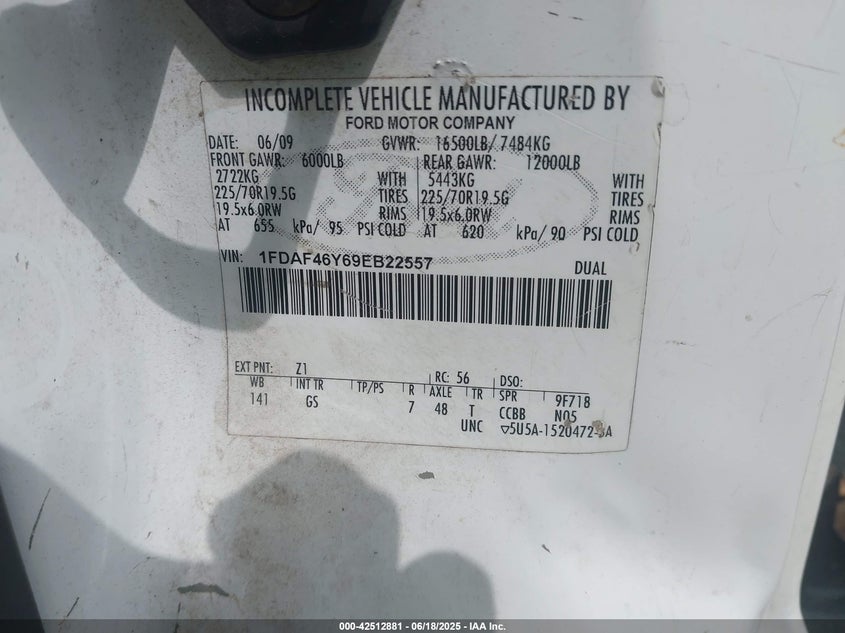 INCOMPLETE VEHICLE MANUFACTURED BY
FORD MOTOR COMPANY
DATE: 06/09 GVWR: 16500LB/ 7484KG
FRONT GAWR: 6000LB REAR GAWR: 12000LB
2722KG WITH 5443KG WITH
225/70R19.5G TIRES 225/70R19.5G TIRES
19.5x6.0RW RIMS 19.5x6.0RW RIMS
AT 655 kPa/ 95 PSI COLD AT 620 kPa/ 90 PSI COLD
VIN: 1FDAF46Y69EB22557 DUAL
EXT PNT: Z1 RC: 56 DSO:
WB INT TR TP/PS R AXLE TR SPR 9F718
141 GS 7 48 T CCBB N05
UNC ▽5U5A-1520472-
000-42512881 - 06/18/2025 - IAA Inc.